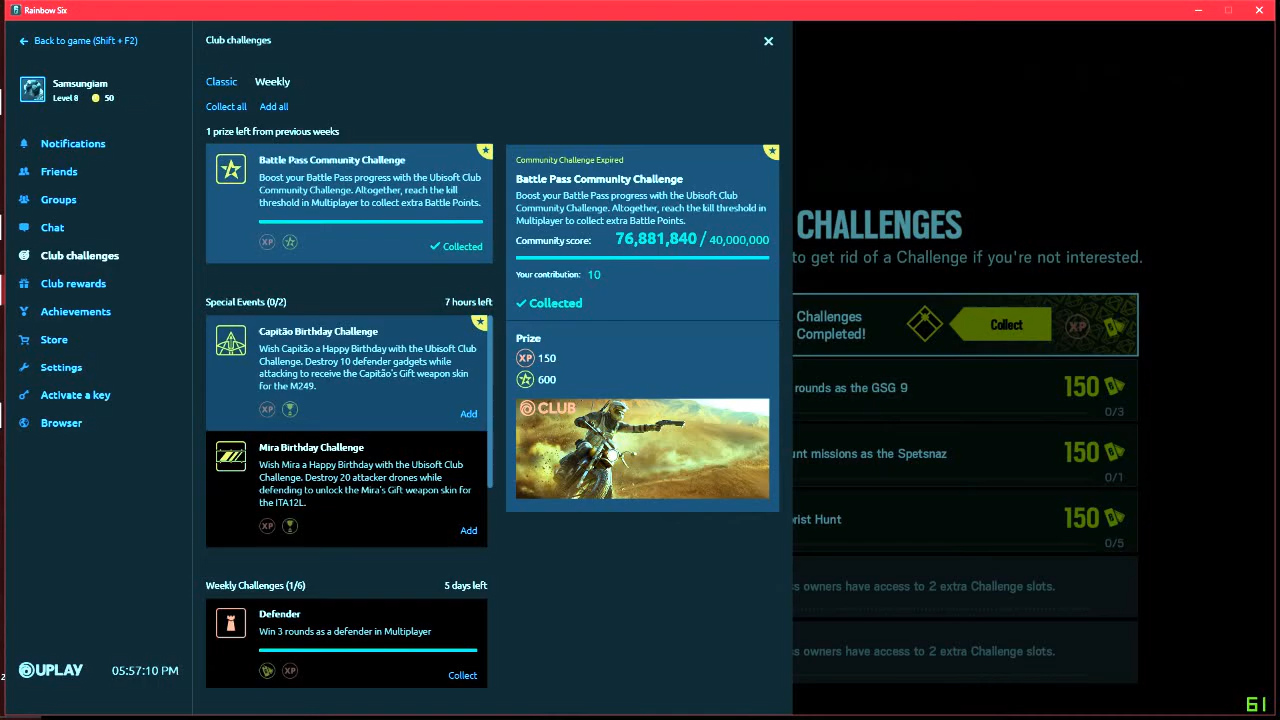 Rainbow Six
Back to game (Shift + F2)
Samsungiam
Level 8 50
Notifications
Friends
Groups
Chat
Club challenges
Club rewards
Achievements
Store
Settings
Activate a key
Browser
UPLAY 05:57:10 PM
Club challenges
Classic Weekly
Collect all Add all
1 prize left from previous weeks
Battle Pass Community Challenge
Boost your Battle Pass progress with the Ubisoft Club
Community Challenge. Altogether, reach the kill
threshold in Multiplayer to collect extra Battle Points.
XP
Collected
Special Events (0/2) 7 hours left
Capitão Birthday Challenge
Wish Capitão a Happy Birthday with the Ubisoft Club
Challenge. Destroy 10 defender gadgets while
attacking to receive the Capitão's Gift weapon skin
for the M249.
XP
Add
Mira Birthday Challenge
Wish Mira a Happy Birthday with the Ubisoft Club
Challenge. Destroy 20 attacker drones while
defending to unlock the Mira's Gift weapon skin for
the ITA12L.
XP
Add
Weekly Challenges (1/6) 5 days left
Defender
Win 3 rounds as a defender in Multiplayer
XP
Collect
Community Challenge Expired
Battle Pass Community Challenge
Boost your Battle Pass progress with the Ubisoft Club
Community Challenge. Altogether, reach the kill
threshold in Multiplayer to collect extra Battle Points.
Community score: 76,881,840 / 40,000,000
Your contribution: 10
Collected
Prize
XP 150
600
CLUB
CHALLENGES
to get rid of a Challenge if you're not interested.
Challenges
Completed!
Collect
XP
rounds as the GSG 9
150
0/3
unt missions as the Spetsnaz
150
0/1
rist Hunt
150
0/5
s owners have access to 2 extra Challenge slots.
s owners have access to 2 extra Challenge slots.
61